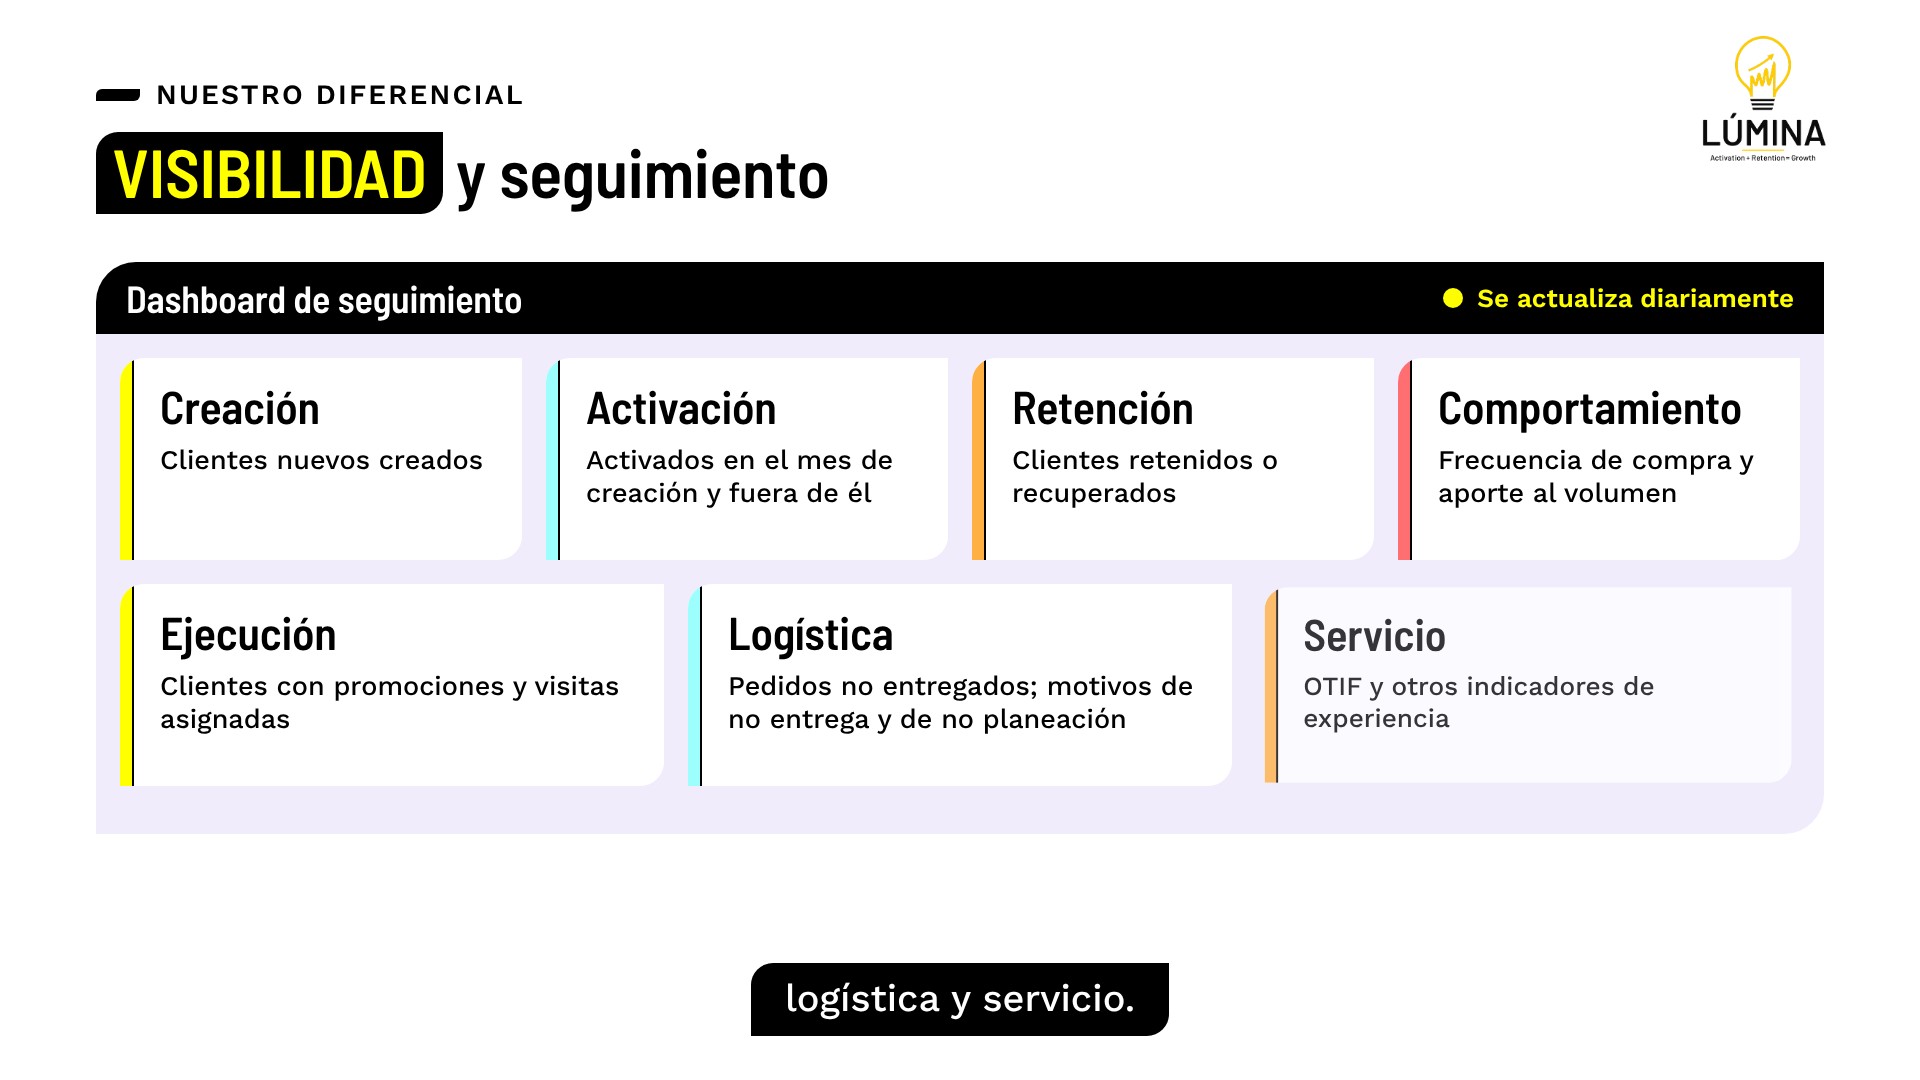 NUESTRO DIFERENCIAL
VISIBILIDAD y seguimiento
LÚMINA
Activation + Retention = Growth
Dashboard de seguimiento
Se actualiza diariamente
Creación
Clientes nuevos creados
Activación
Activados en el mes de
creación y fuera de él
Retención
Clientes retenidos o
recuperados
Comportamiento
Frecuencia de compra y
aporte al volumen
Ejecución
Clientes con promociones y visitas
asignadas
Logística
Pedidos no entregados; motivos de
no entrega y de no planeación
Servicio
OTIF y otros indicadores de
experiencia
logística y servicio.